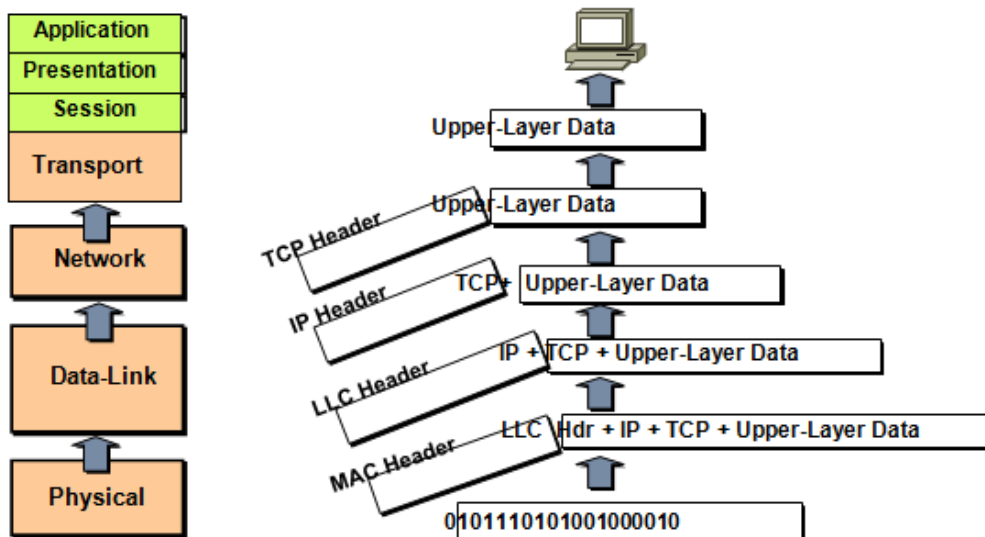 Application
Presentation
Session
Transport
Network
Data-Link
Physical
Upper-Layer Data
TCP Header
Upper-Layer Data
IP Header
TCP+ Upper-Layer Data
LLC Header
IP + TCP + Upper-Layer Data
MAC Header
LLC Hdr + IP + TCP + Upper-Layer Data
01011101001000010